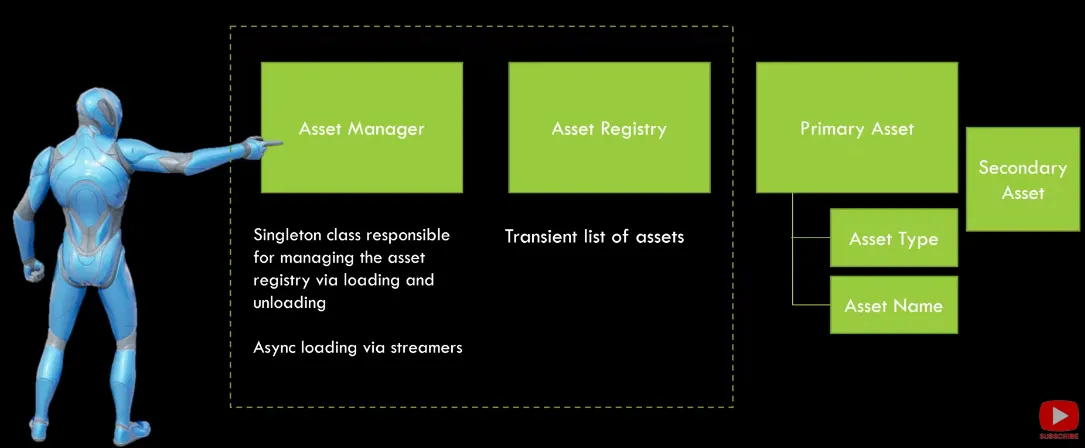 Asset Manager
Asset Registry
Primary Asset
Secondary
Asset
Singleton class responsible
for managing the asset
registry via loading and
unloading
Async loading via streamers
Transient list of assets
Asset Type
Asset Name
SUBSCRIBE